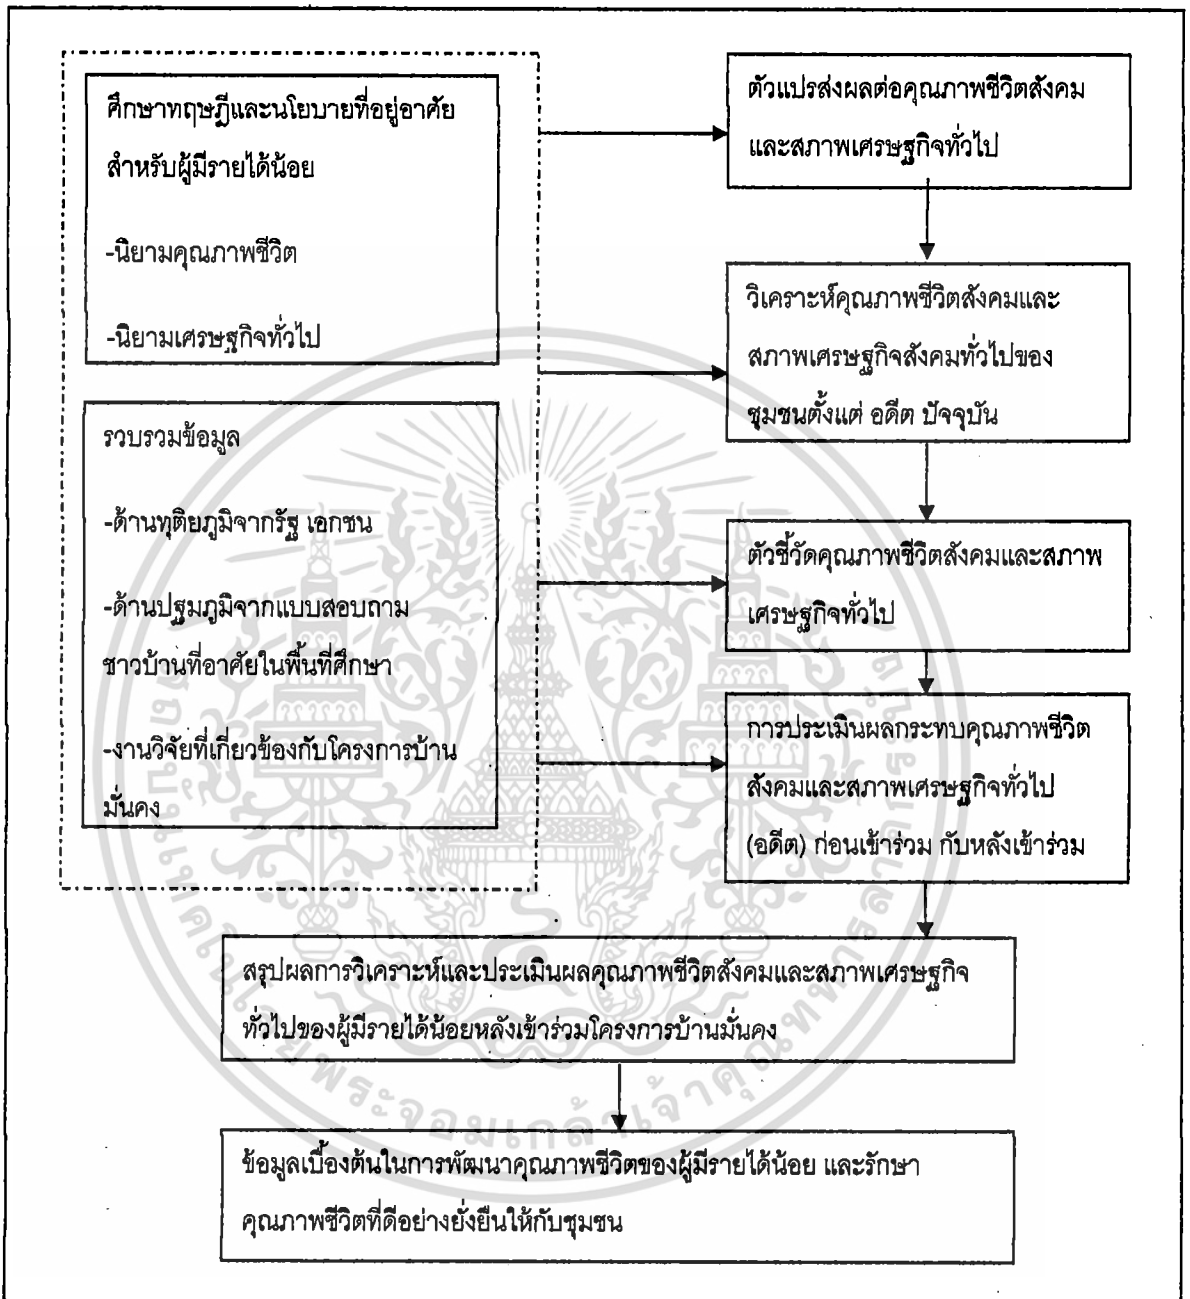 ศึกษาทฤษฎีและนโยบายที่อยู่อาศัย
สำหรับผู้มีรายได้น้อย
-นิยามคุณภาพชีวิต
-นิยามเศรษฐกิจทั่วไป
รวบรวมข้อมูล
-ด้านทุติยภูมิจากรัฐ เอกชน
-ด้านปฐมภูมิจากแบบสอบถาม
ชาวบ้านที่อาศัยในพื้นที่ศึกษา
-งานวิจัยที่เกี่ยวข้องกับโครงการบ้าน
มั่นคง
ตัวแปรส่งผลต่อคุณภาพชีวิตสังคม
และสภาพเศรษฐกิจทั่วไป
วิเคราะห์คุณภาพชีวิตสังคมและ
สภาพเศรษฐกิจสังคมทั่วไปของ
ชุมชนตั้งแต่ อดีต ปัจจุบัน
ตัวชี้วัดคุณภาพชีวิตสังคมและสภาพ
เศรษฐกิจทั่วไป
การประเมินผลกระทบคุณภาพชีวิต
สังคมและสภาพเศรษฐกิจทั่วไป
(อดีต) ก่อนเข้าร่วม กับหลังเข้าร่วม
สรุปผลการวิเคราะห์และประเมินผลคุณภาพชีวิตสังคมและสภาพเศรษฐกิจ
ทั่วไปของผู้มีรายได้น้อยหลังเข้าร่วมโครงการบ้านมั่นคง
ข้อมูลเบื้องต้นในการพัฒนาคุณภาพชีวิตของผู้มีรายได้น้อย และรักษา
คุณภาพชีวิตที่ดีอย่างยั่งยืนให้กับชุมชน
พระจอมเกล้าเจ้าคุณทหารลาดกระบัง